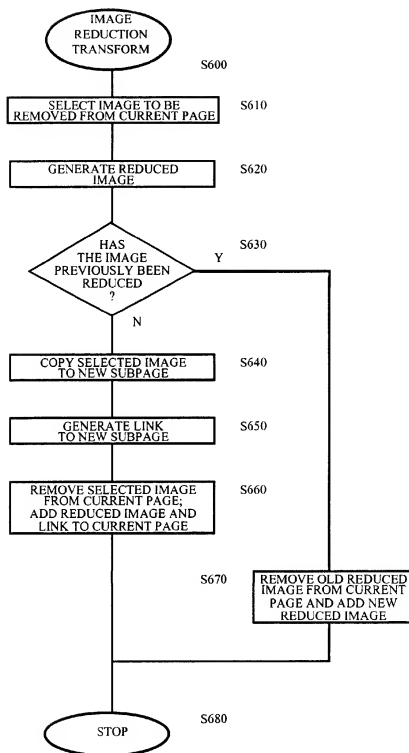 IMAGE
REDUCTION
TRANSFORM
S600
SELECT IMAGE TO BE
REMOVED FROM CURRENT PAGE
S610
GENERATE REDUCED
IMAGE
S620
HAS
THE IMAGE
PREVIOUSLY BEEN
REDUCED
?
S630
Y
N
COPY SELECTED IMAGE
TO NEW SUBPAGE
S640
GENERATE LINK
TO NEW SUBPAGE
S650
REMOVE SELECTED IMAGE
FROM CURRENT PAGE;
ADD REDUCED IMAGE AND
LINK TO CURRENT PAGE
S660
S670
REMOVE OLD REDUCED
IMAGE FROM CURRENT
PAGE AND ADD NEW
REDUCED IMAGE
STOP
S680